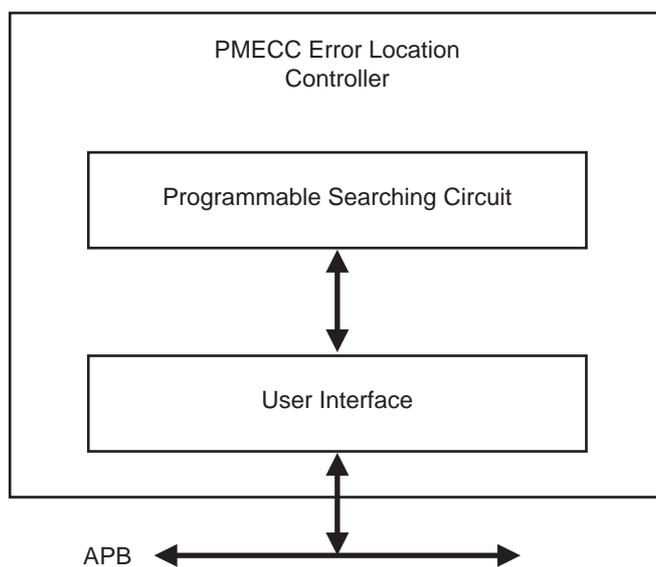 PMECC Error Location
Controller
Programmable Searching Circuit
User Interface
APB